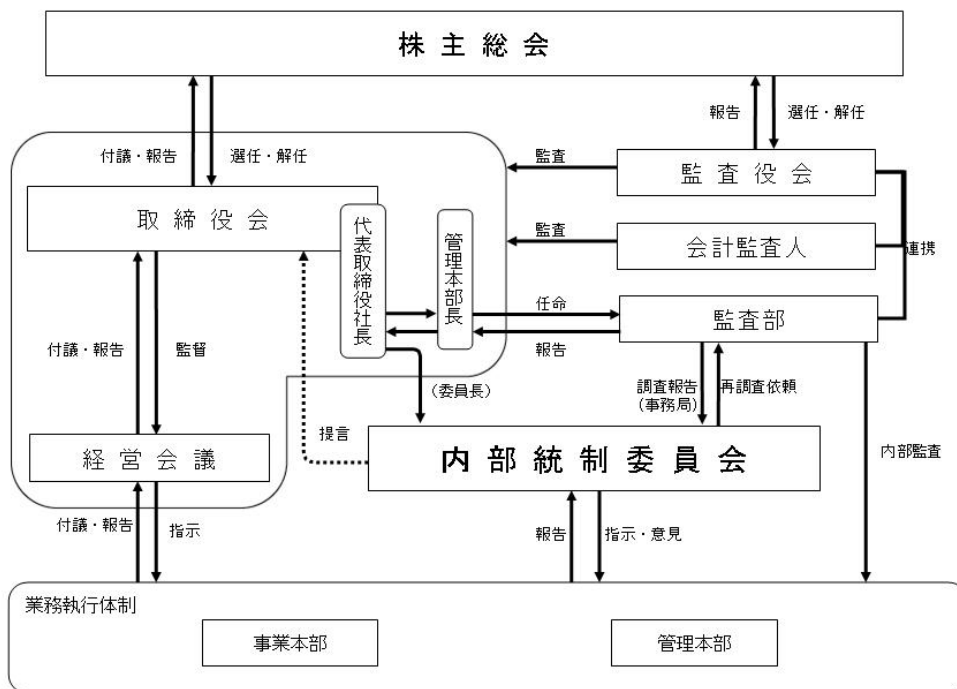 株主総会
報告
選任・解任
付議・報告
選任・解任
監査
監査役会
取締役会
代表取締役社長
管理本部長
監査
会計監査人
連携
任命
監査部
報告
付議・報告
監督
(委員長)
調査報告
(事務局)
再調査依頼
提言
経営会議
内部統制委員会
内部監査
付議・報告
指示
報告
指示・意見
業務執行体制
事業本部
管理本部